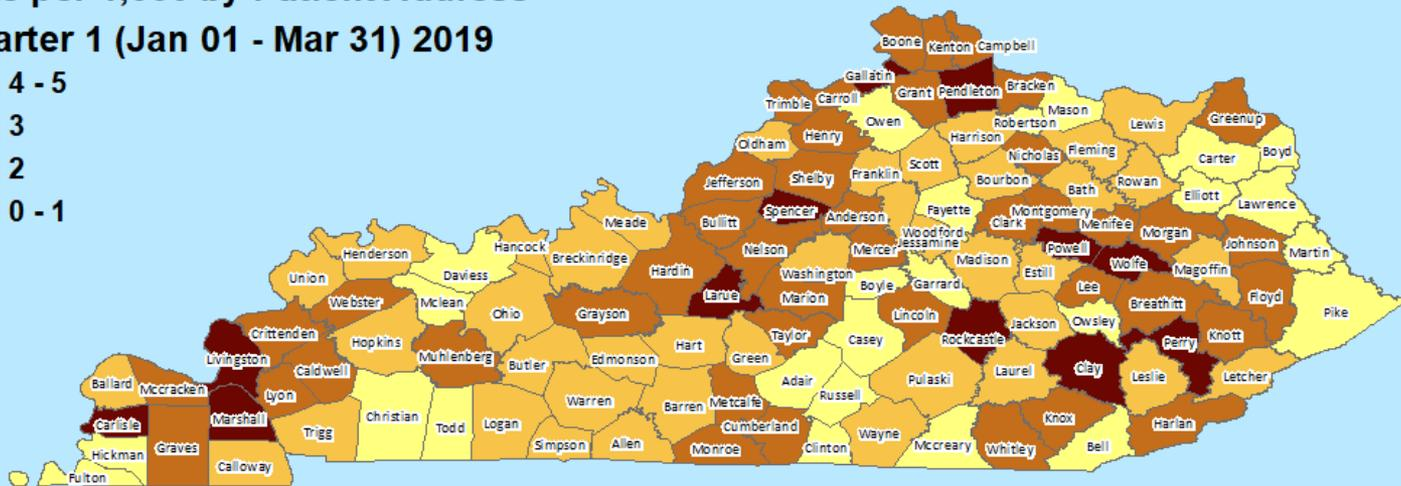 per 1,000 by Patient Address
arter 1 (Jan 01 - Mar 31) 2019
4 - 5
3
2
0 - 1
Boone
Kenton
Campbell
Gallatin
Grant
Pendleton
Bracken
Trimble
Carroll
Owen
Robertson
Mason
Lewis
Greenup
Oldham
Henry
Harrison
Nicholas
Fleming
Carter
Boyd
Jefferson
Shelby
Franklin
Scott
Bourbon
Bath
Rowan
Elliott
Lawrence
Bullitt
Spencer
Anderson
Fayette
Clark
Montgomery
Menifee
Morgan
Woodford
Jessamine
Meade
Nelson
Mercer
Powell
Wolfe
Johnson
Martin
Hancock
Breckinridge
Henderson
Union
Daviess
Hardin
Washington
Madison
Estill
Magoffin
Webster
Mclean
Larue
Marion
Boyle
Garrard
Lee
Breathitt
Floyd
Pike
Ohio
Grayson
Lincoln
Jackson
Owsley
Crittenden
Hopkins
Muhlenberg
Hart
Taylor
Casey
Rockcastle
Perry
Knott
Livingston
Caldwell
Butler
Edmonson
Green
Adair
Pulaski
Laurel
Clay
Leslie
Letcher
Ballard
Mccracken
Lyon
Warren
Barren
Metcalfe
Russell
Carlisle
Graves
Marshall
Trigg
Christian
Todd
Logan
Simpson
Allen
Monroe
Cumberland
Clinton
Wayne
Mccreary
Whitley
Knox
Bell
Harlan
Hickman
Fulton
Calloway